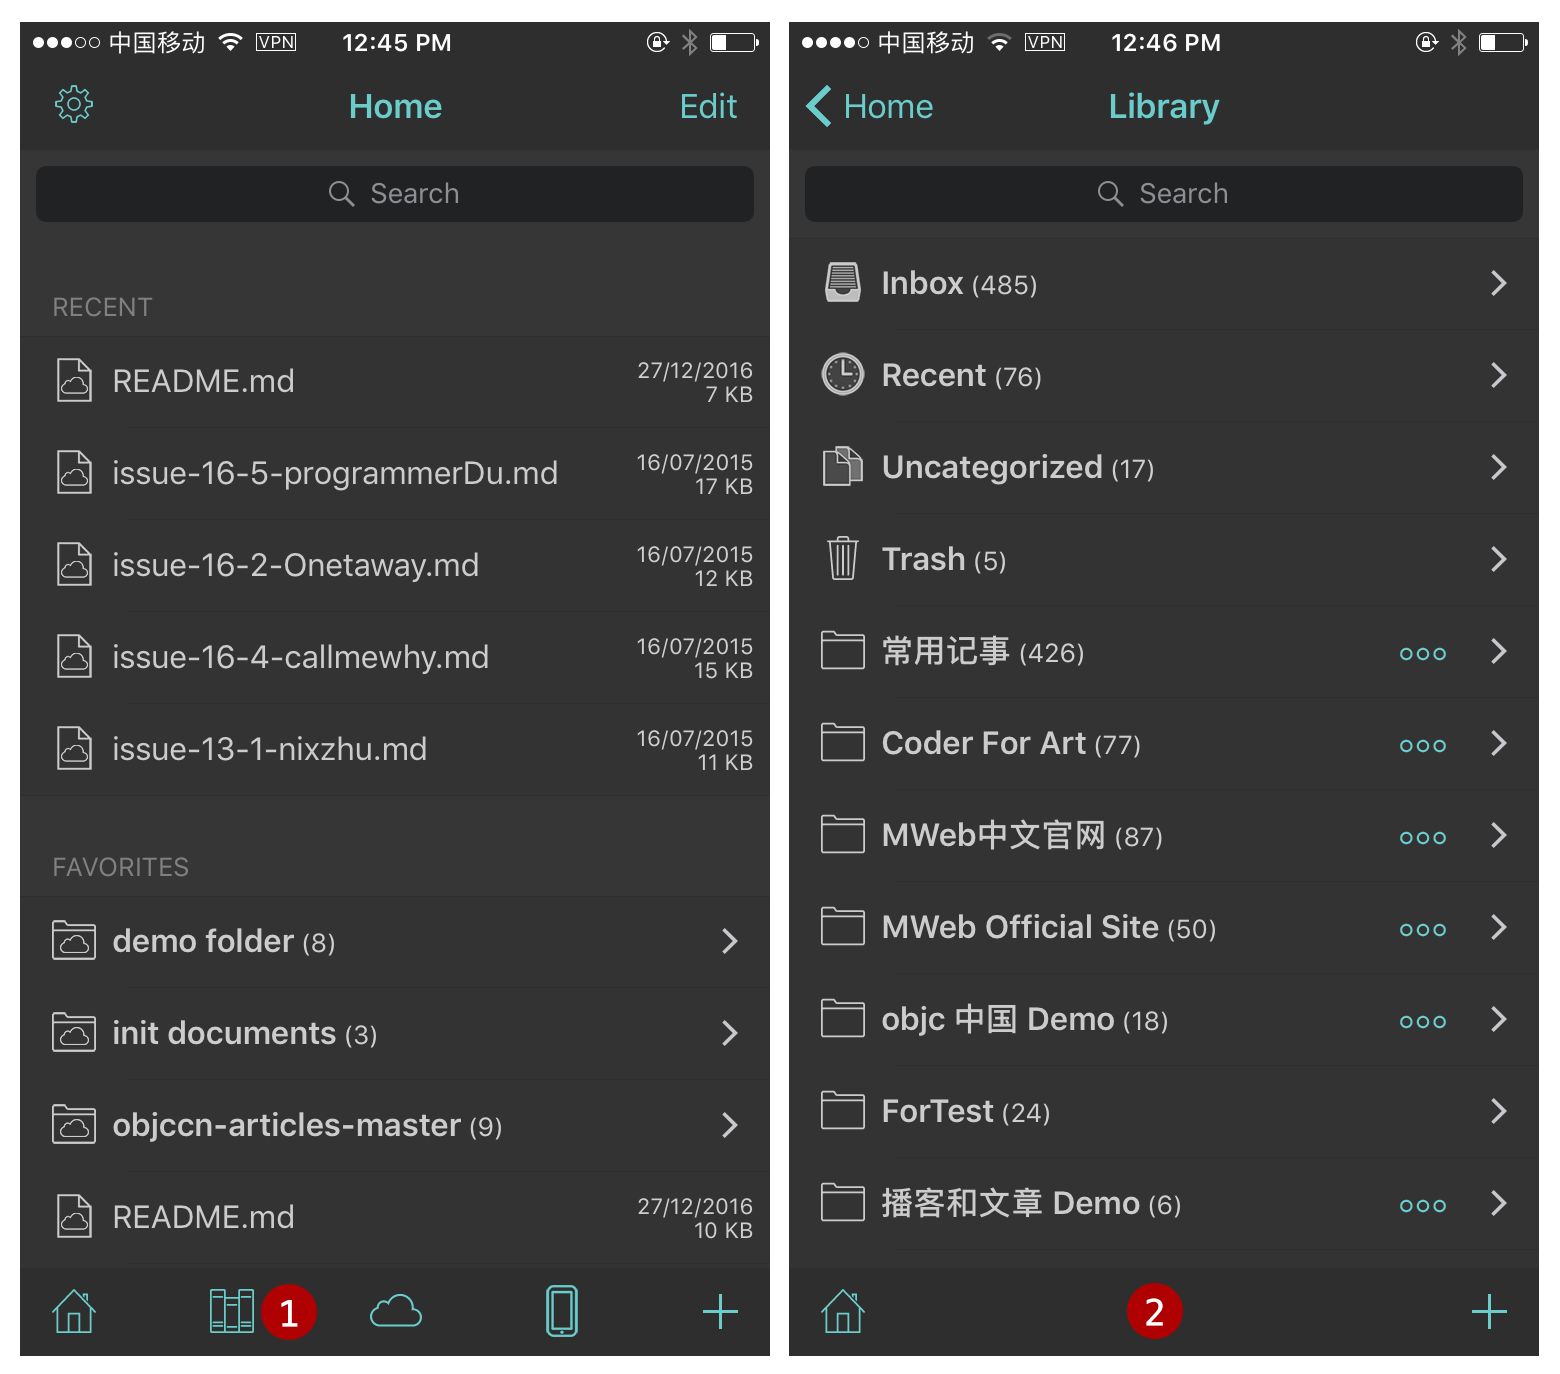 中国移动 VPN 12:45 PM
Home Edit
Search
RECENT
README.md 27/12/2016
7 KB
issue-16-5-programmerDu.md 16/07/2015
17 KB
issue-16-2-Onetaway.md 16/07/2015
12 KB
issue-16-4-callmewhy.md 16/07/2015
15 KB
issue-13-1-nixzhu.md 16/07/2015
11 KB
FAVORITES
demo folder (8)
init documents (3)
objccn-articles-master (9)
README.md 27/12/2016
10 KB
1
中国移动 VPN 12:46 PM
Home Library
Search
Inbox (485)
Recent (76)
Uncategorized (17)
Trash (5)
常用记事 (426)
Coder For Art (77)
MWeb中文官网 (87)
MWeb Official Site (50)
objc 中国 Demo (18)
ForTest (24)
播客和文章 Demo (6)
2